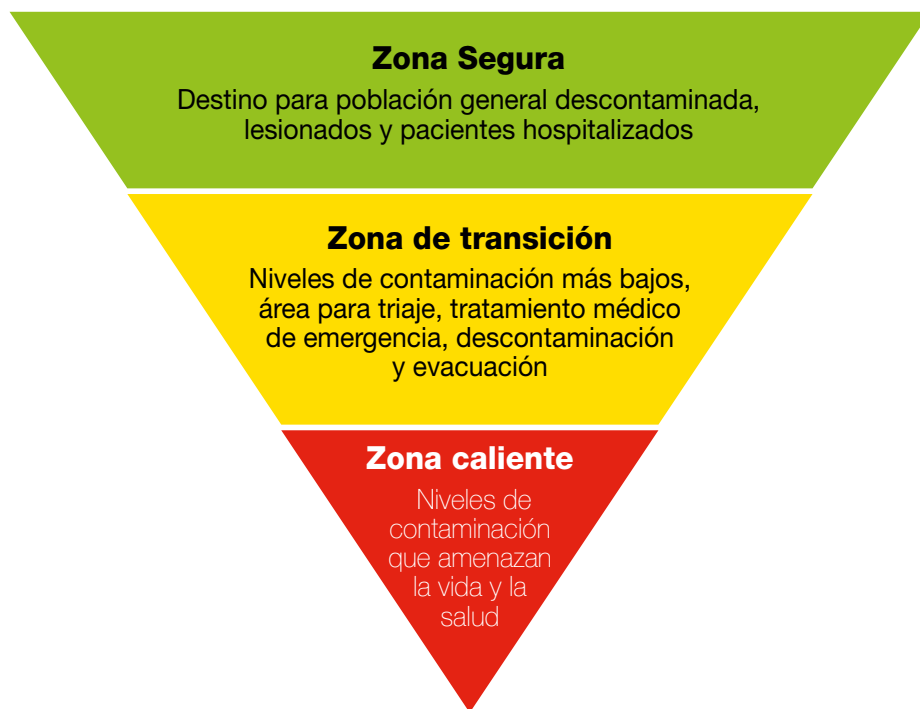 Zona Segura
Destino para población general descontaminada,
lesionados y pacientes hospitalizados
Zona de transición
Niveles de contaminación más bajos,
área para triaje, tratamiento médico
de emergencia, descontaminación
y evacuación
Zona caliente
Niveles de
contaminación
que amenazan
la vida y la
salud